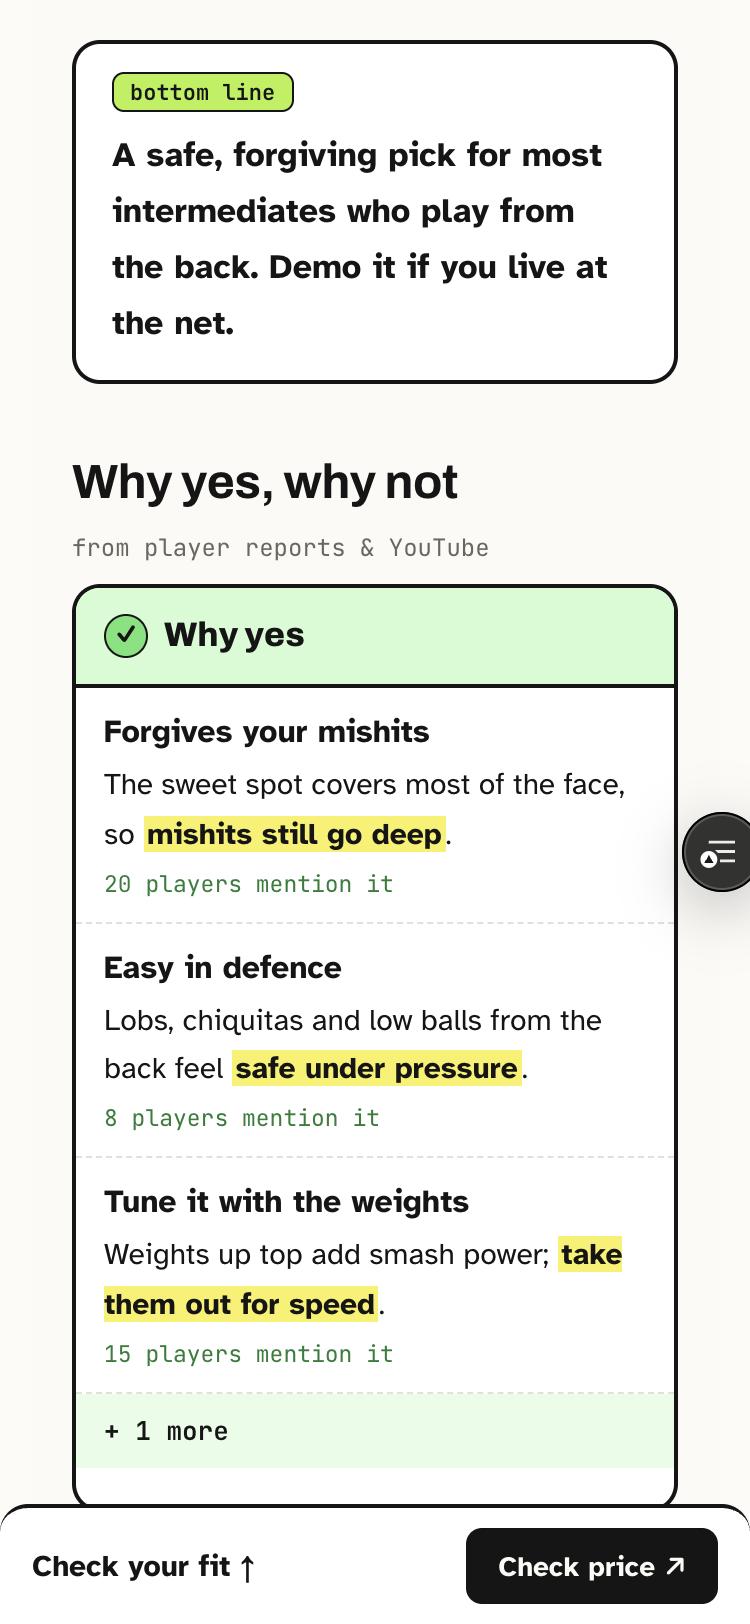 bottom line
A safe, forgiving pick for most
intermediates who play from
the back. Demo it if you live at
the net.
Why yes, why not
from player reports & YouTube
Why yes
Forgives your mishits
The sweet spot covers most of the face,
so mishits still go deep.
20 players mention it
Easy in defence
Lobs, chiquitas and low balls from the
back feel safe under pressure.
8 players mention it
Tune it with the weights
Weights up top add smash power; take
them out for speed.
15 players mention it
+ 1 more
Check your fit ↑
Check price ↗